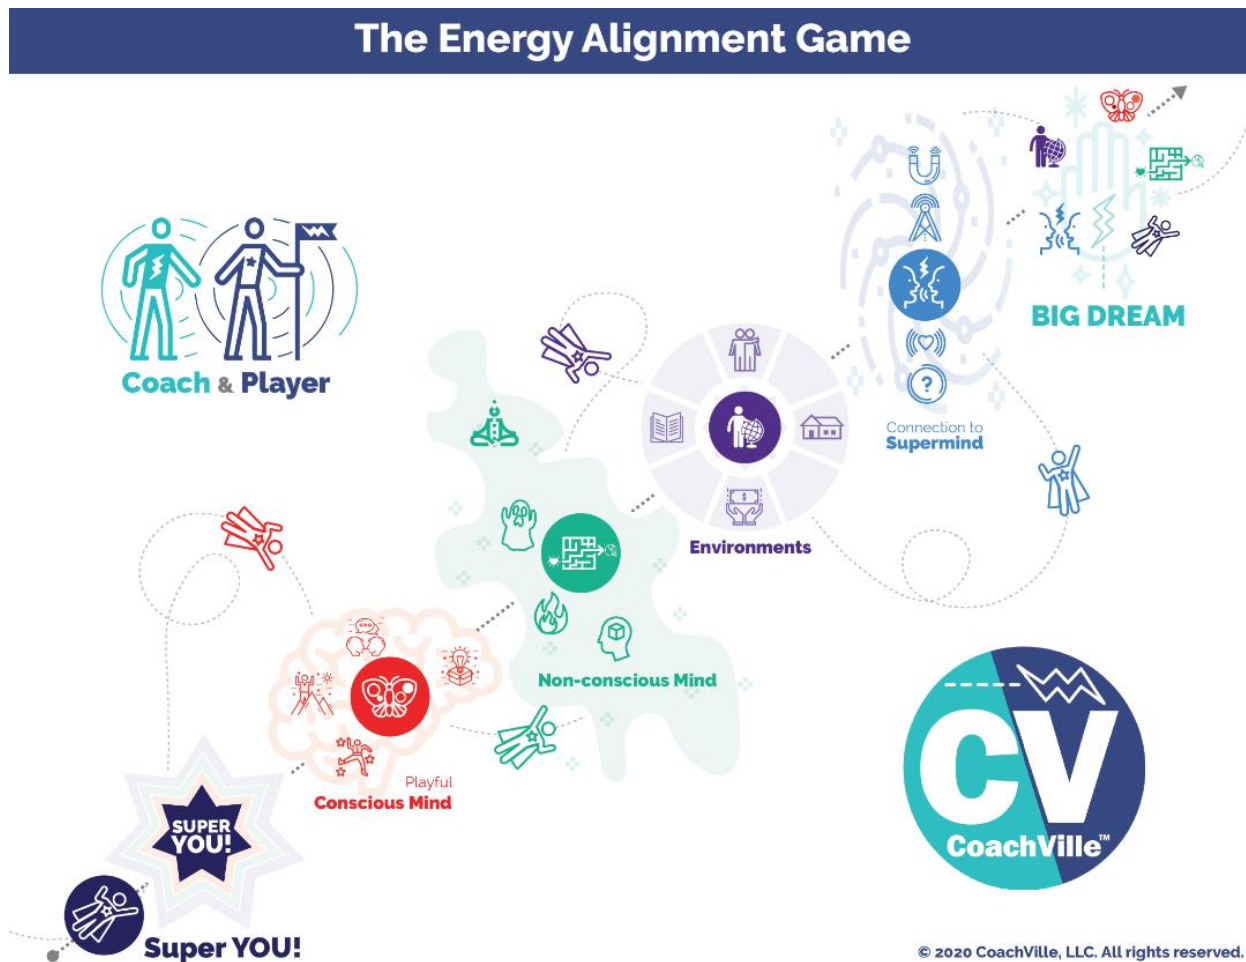 The Energy Alignment Game
Coach & Player
BIG DREAM
Connection to
Supermind
Environments
Non-conscious Mind
Playful
Conscious Mind
SUPER
YOU!
Super YOU!
CV
CoachVille™
© 2020 CoachVille, LLC. All rights reserved.